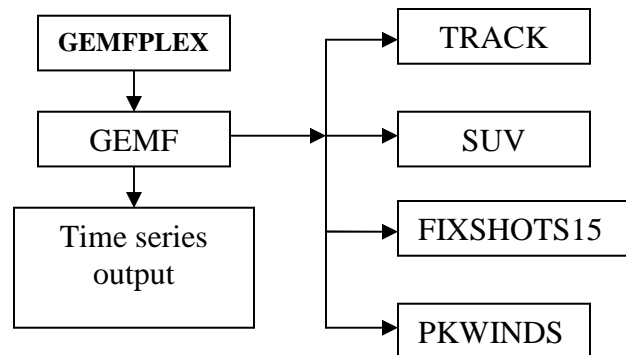 GEMFPLEX
GEMF
Time series
output
TRACK
SUV
FIXSHOTS15
PKWINDS